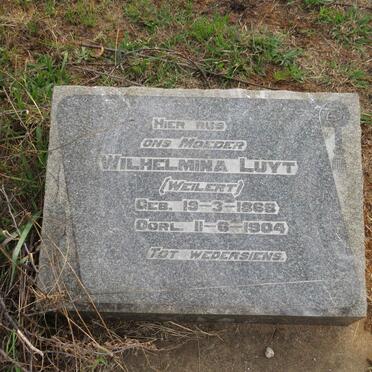 HIER RUS
ONS MOEDER
WILHELMINA LUYT
(WEILERT)
GEB. 19-3-1868
OORL. 11-6-1904
TOT WEDERSIENS.